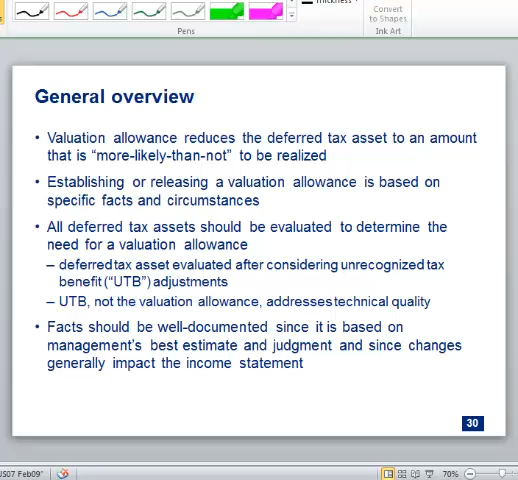 Thickness
Convert
to Shapes
Pens
Ink Art
General overview
• Valuation allowance reduces the deferred tax asset to an amount
that is “more-likely-than-not” to be realized
• Establishing or releasing a valuation allowance is based on
specific facts and circumstances
• All deferred tax assets should be evaluated to determine the
need for a valuation allowance
– deferred tax asset evaluated after considering unrecognized tax
benefit (“UTB”) adjustments
– UTB, not the valuation allowance, addresses technical quality
• Facts should be well-documented since it is based on
management’s best estimate and judgment and since changes
generally impact the income statement
30
US07 Feb09"
70%